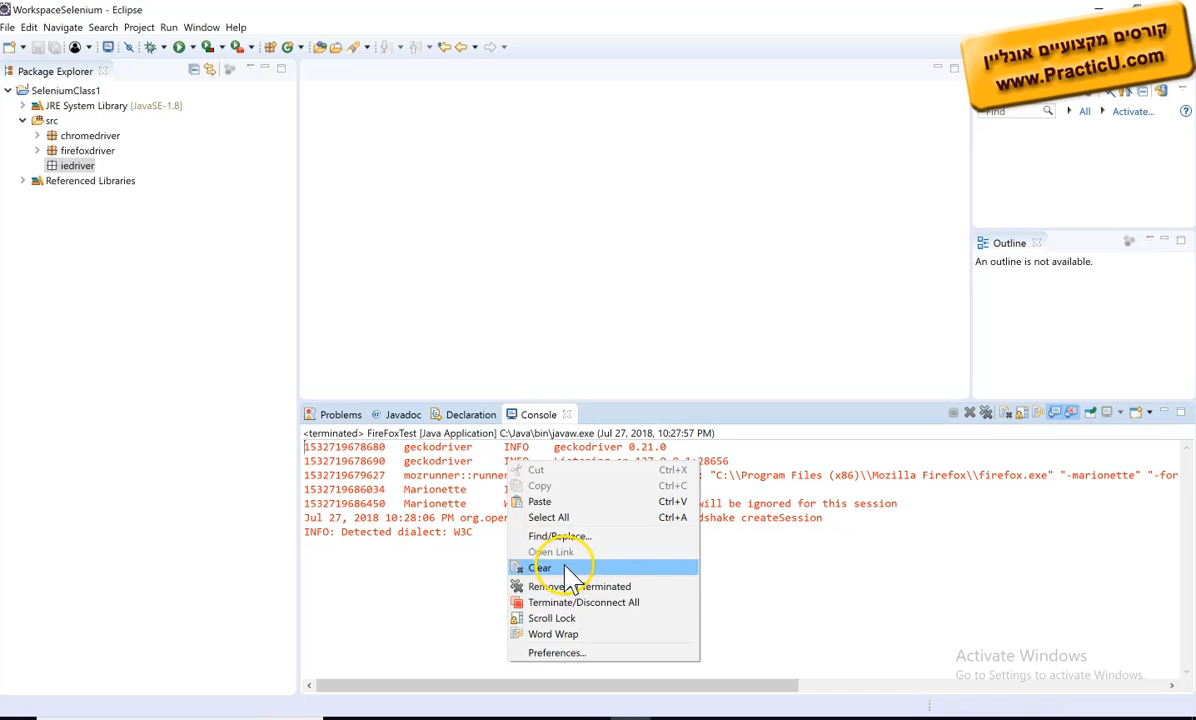 WorkspaceSelenium - Eclipse
File Edit Navigate Search Project Run Window Help
קורסים מקצועיים אונליין
www.PracticU.com
Package Explorer
SeleniumClass1
JRE System Library [JavaSE-1.8]
src
chromedriver
firefoxdriver
iedriver
Referenced Libraries
Find All Activate...
Outline
An outline is not available.
Problems Javadoc Declaration Console
<terminated> FireFoxTest [Java Application] C:\Java\bin\javaw.exe (Jul 27, 2018, 10:27:57 PM)
1532719678680 geckodriver INFO geckodriver 0.21.0
1532719678690 geckodriver INFO 28656
1532719679627 mozrunner::runner : "C:\\Program Files (x86)\\Mozilla Firefox\\firefox.exe" "-marionette" "-for
1532719686034 Marionette
1532719686450 Marionette will be ignored for this session
Jul 27, 2018 10:28:06 PM org.open dshake createSession
INFO: Detected dialect: W3C
Cut Ctrl+X
Copy Ctrl+C
Paste Ctrl+V
Select All Ctrl+A
Find/Replace...
Open Link
Clear
Remove Terminated
Terminate/Disconnect All
Scroll Lock
Word Wrap
Preferences...
Activate Windows
Go to Settings to activate Windows.